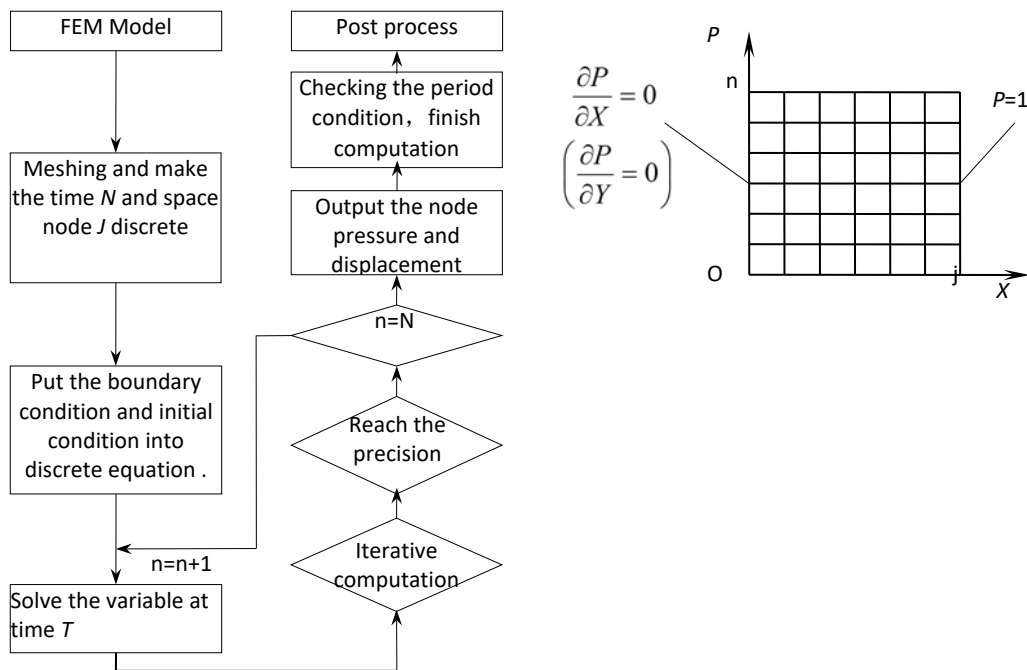 FEM Model
Meshing and make
the time N and space
node J discrete
Put the boundary
condition and initial
condition into
discrete equation .
n=n+1
Solve the variable at
time T
Post process
Checking the period
condition，finish
computation
Output the node
pressure and
displacement
n=N
Reach the
precision
Iterative
computation
∂P/∂X = 0
(∂P/∂Y = 0)
P
n
P=1
O
j
X